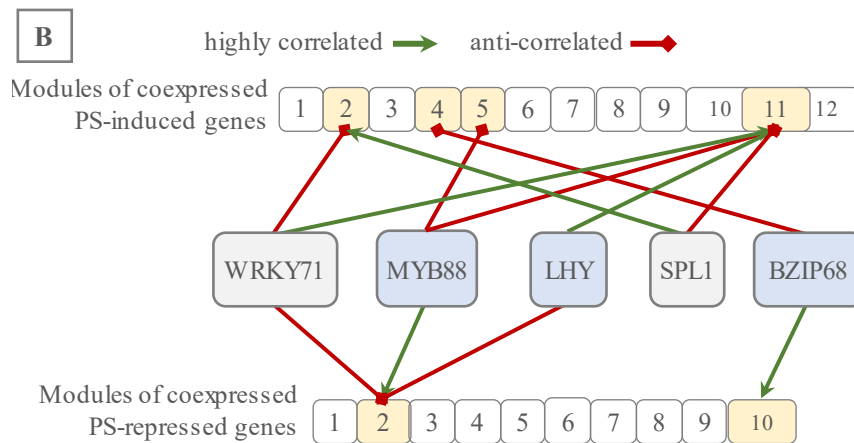 B
highly correlated anti-correlated
Modules of coexpressed
PS-induced genes
1 2 3 4 5 6 7 8 9 10 11 12
WRKY71 MYB88 LHY SPL1 BZIP68
Modules of coexpressed
PS-repressed genes
1 2 3 4 5 6 7 8 9 10